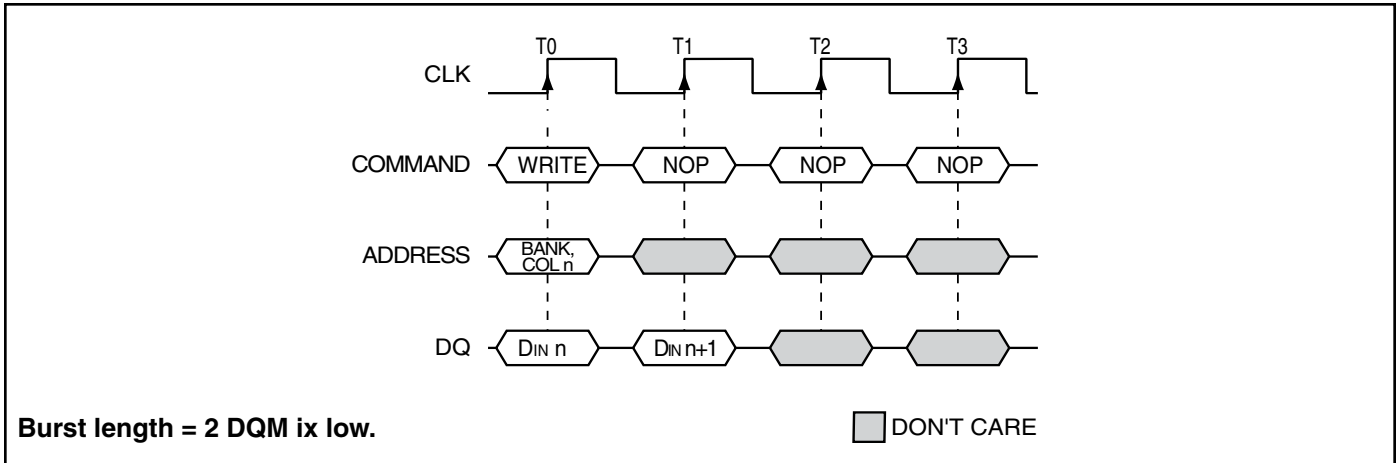 T0 T1 T2 T3
CLK
COMMAND WRITE NOP NOP NOP
ADDRESS BANK, COL n
DQ DIN n DIN n+1
Burst length = 2 DQM ix low. DON'T CARE